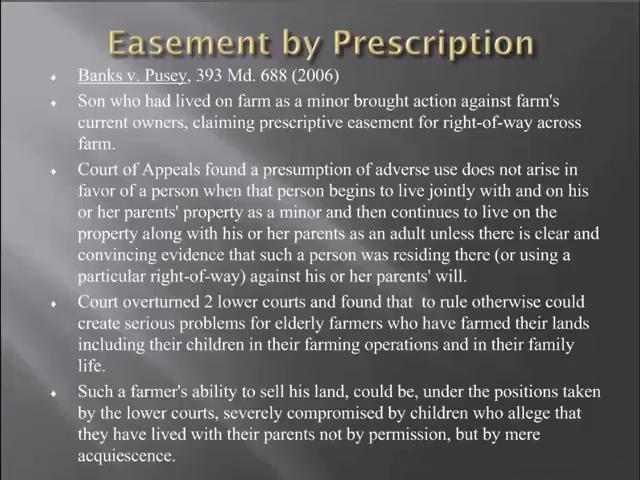 Easement by Prescription
Banks v. Pusey, 393 Md. 688 (2006)
Son who had lived on farm as a minor brought action against farm's
current owners, claiming prescriptive easement for right-of-way across
farm.
Court of Appeals found a presumption of adverse use does not arise in
favor of a person when that person begins to live jointly with and on his
or her parents' property as a minor and then continues to live on the
property along with his or her parents as an adult unless there is clear and
convincing evidence that such a person was residing there (or using a
particular right-of-way) against his or her parents' will.
Court overturned 2 lower courts and found that to rule otherwise could
create serious problems for elderly farmers who have farmed their lands
including their children in their farming operations and in their family
life.
Such a farmer's ability to sell his land, could be, under the positions taken
by the lower courts, severely compromised by children who allege that
they have lived with their parents not by permission, but by mere
acquiescence.